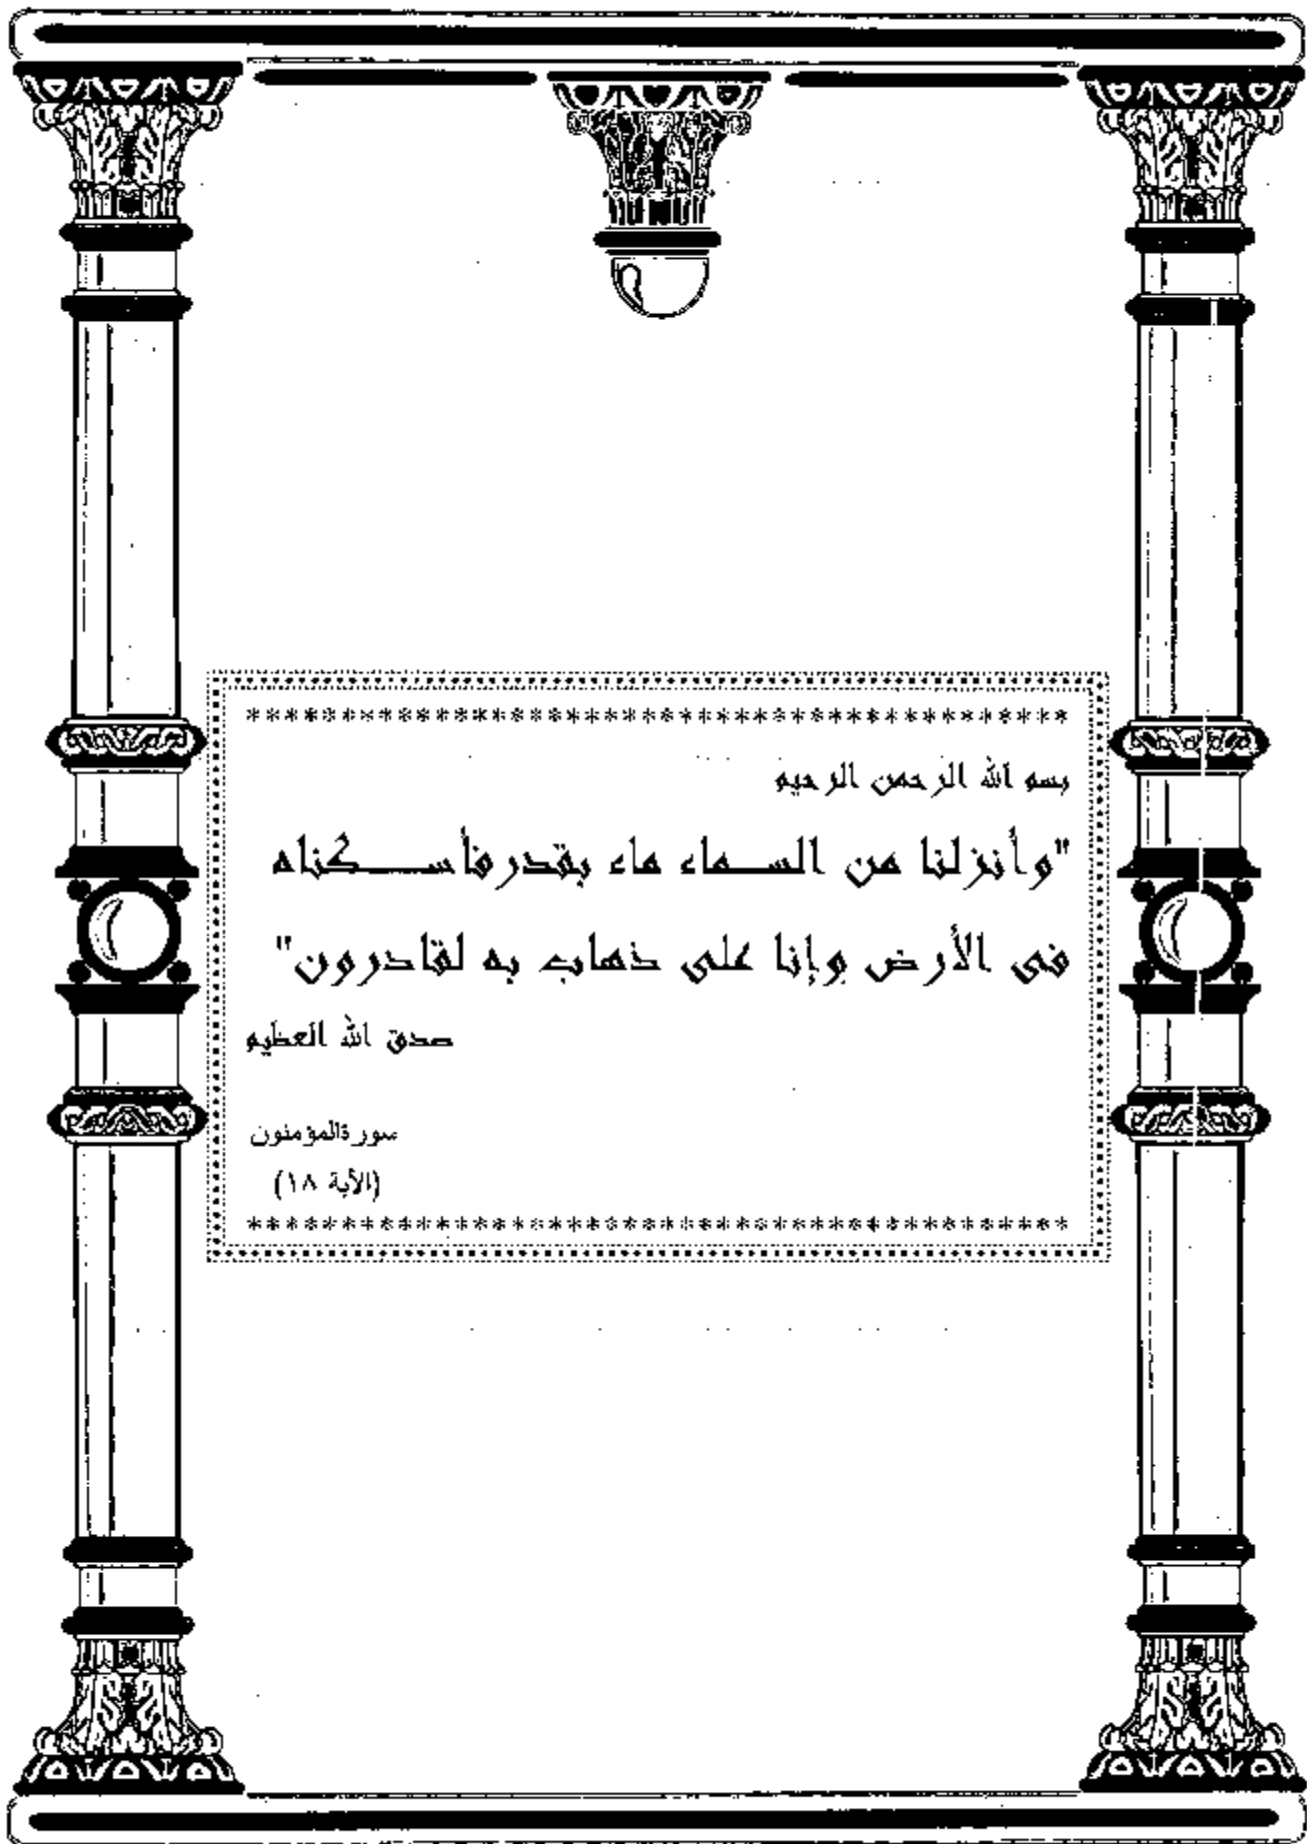 بسم الله الرحمن الرحيم
"وأنزلنا من السماء ماء بقدر فأسكناه
فى الأرض وإنا على ذهاب به لقادرون"
صدق الله العظيم
سورة المؤمنون
(الأية ١٨)